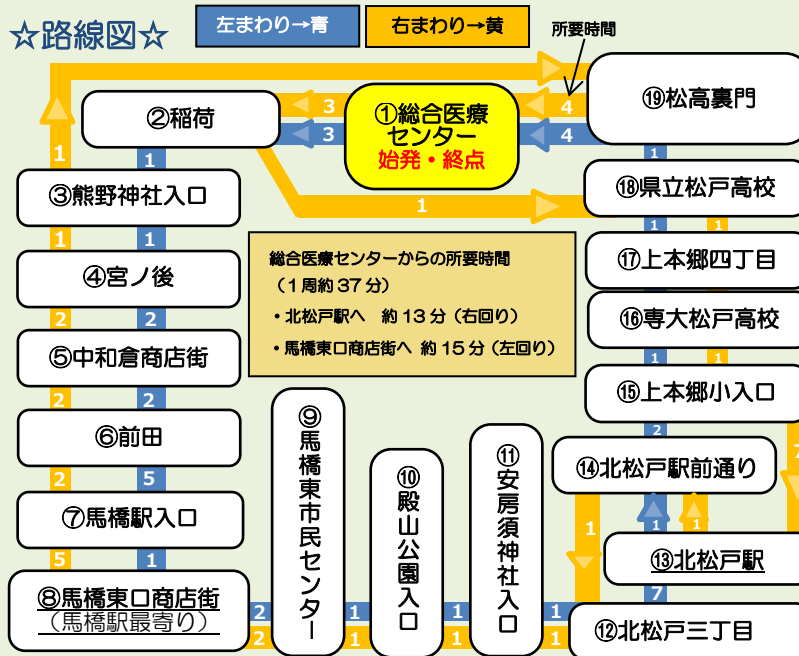 ☆路線図☆
左まわり→青
右まわり→黄
所要時間
①総合医療
センター
始発・終点
4
4
3
3
②稲荷
⑲松高裏門
1
1
1
1
③熊野神社入口
⑱県立松戸高校
1
1
1
1
④宮ノ後
⑰上本郷四丁目
総合医療センターからの所要時間
（1周約37分）
・北松戸駅へ 約13分（右回り）
・馬橋東口商店街へ 約15分（左回り）
2
2
⑤中和倉商店街
⑯専大松戸高校
1
1
2
2
⑥前田
⑮上本郷小入口
2
7
2
5
⑦馬橋駅入口
⑭北松戸駅前通り
1
1
1
⑬北松戸駅
5
1
7
⑧馬橋東口商店街
（馬橋駅最寄り）
2
2
⑨馬橋東市民センター
1
1
⑩殿山公園入口
1
1
⑪安房須神社入口
1
1
⑫北松戸三丁目